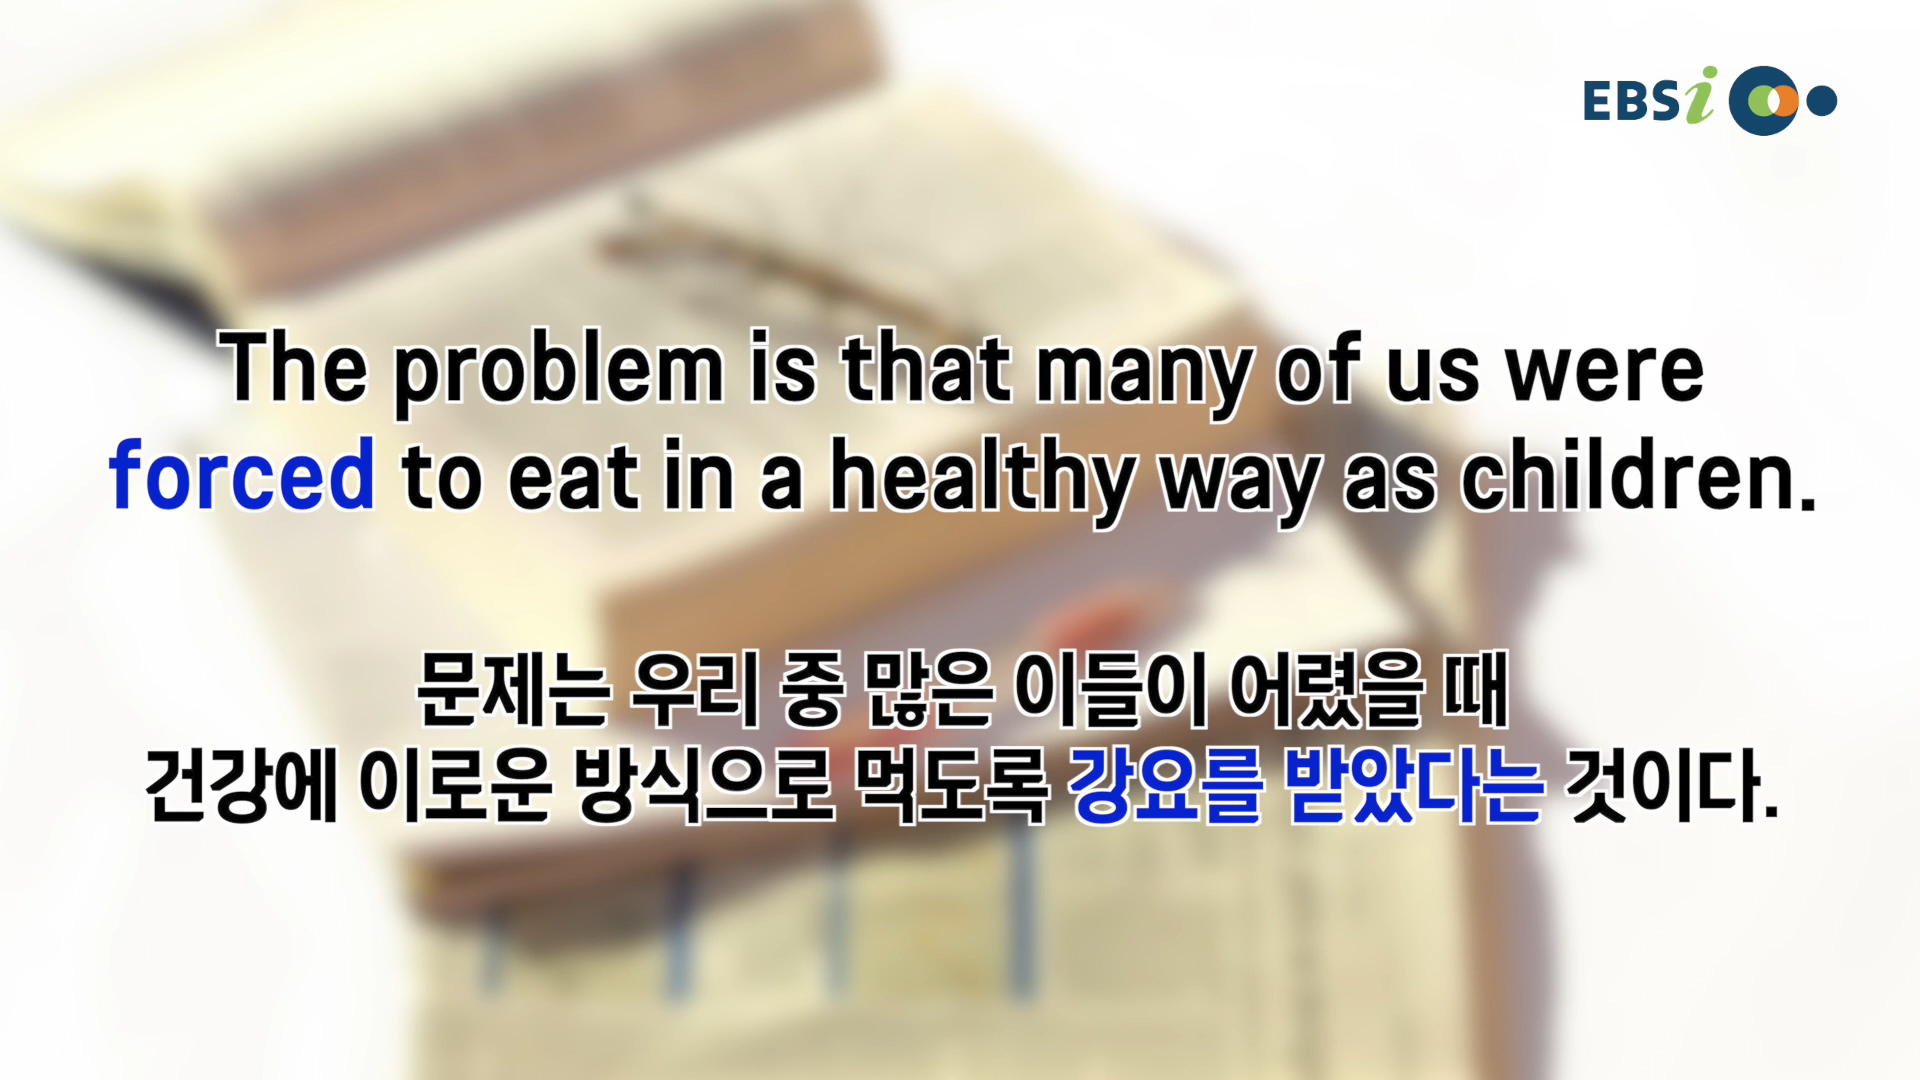 EBSi
The problem is that many of us were
forced to eat in a healthy way as children.
문제는 우리 중 많은 이들이 어렸을 때
건강에 이로운 방식으로 먹도록 강요를 받았다는 것이다.